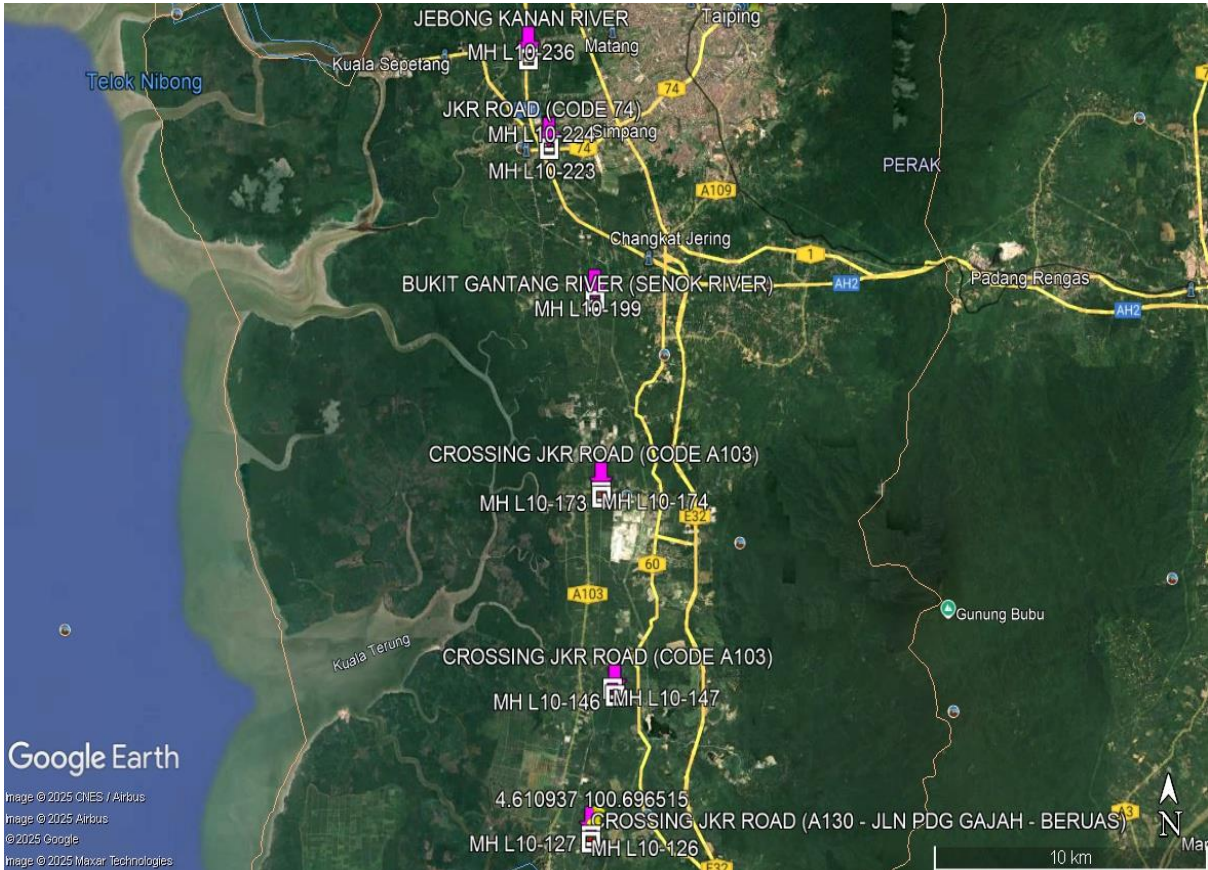 Taiping
JEBONG KANAN RIVER
Matang
MH L10-236
Kuala Sepetang
Telok Nibong
74
JKR ROAD (CODE 74)
MH L10-224
Simpang
74
MH L10-223
PERAK
A109
Changkat Jering
1
Padang Rengas
BUKIT GANTANG RIVER (SENOK RIVER)
AH2
MH L10-199
AH2
CROSSING JKR ROAD (CODE A103)
MH L10-173
MH L10-174
E32
60
A103
Gunung Bubu
Kuala Terung
CROSSING JKR ROAD (CODE A103)
MH L10-146
MH L10-147
Google Earth
Image © 2025 CNES / Airbus
Image © 2025 Airbus
©2025 Google
Image © 2025 Maxar Technologies
4.610937 100.696515
CROSSING JKR ROAD (A130 - JLN PDG GAJAH - BERUAS)
MH L10-127
MH L10-126
A3
N
E32
10 km